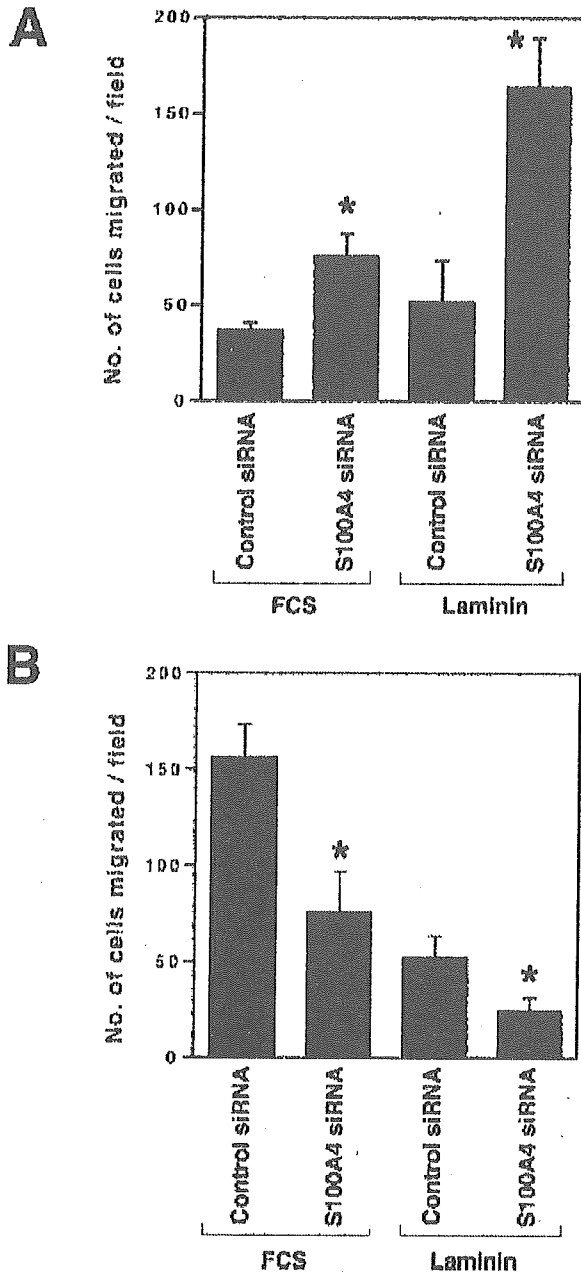 A
No. of cells migrated / field
200
150
100
50
0
*
*
Control siRNA
S100A4 siRNA
Control siRNA
S100A4 siRNA
FCS
Laminin
B
No. of cells migrated / field
200
150
100
50
0
*
*
Control siRNA
S100A4 siRNA
Control siRNA
S100A4 siRNA
FCS
Laminin